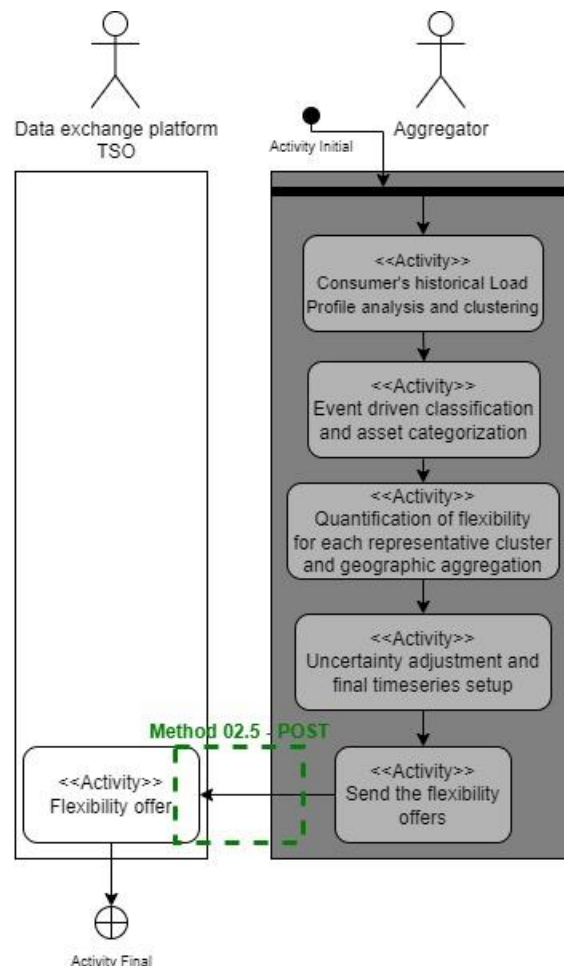 Data exchange platform
TSO
Aggregator
Activity Initial
<<Activity>>
Consumer's historical Load
Profile analysis and clustering
<<Activity>>
Event driven classification
and asset categorization
<<Activity>>
Quantification of flexibility
for each representative cluster
and geographic aggregation
<<Activity>>
Uncertainty adjustment and
final timeseries setup
Method 02.5 - POST
<<Activity>>
Flexibility offer
<<Activity>>
Send the flexibility
offers
Activity Final